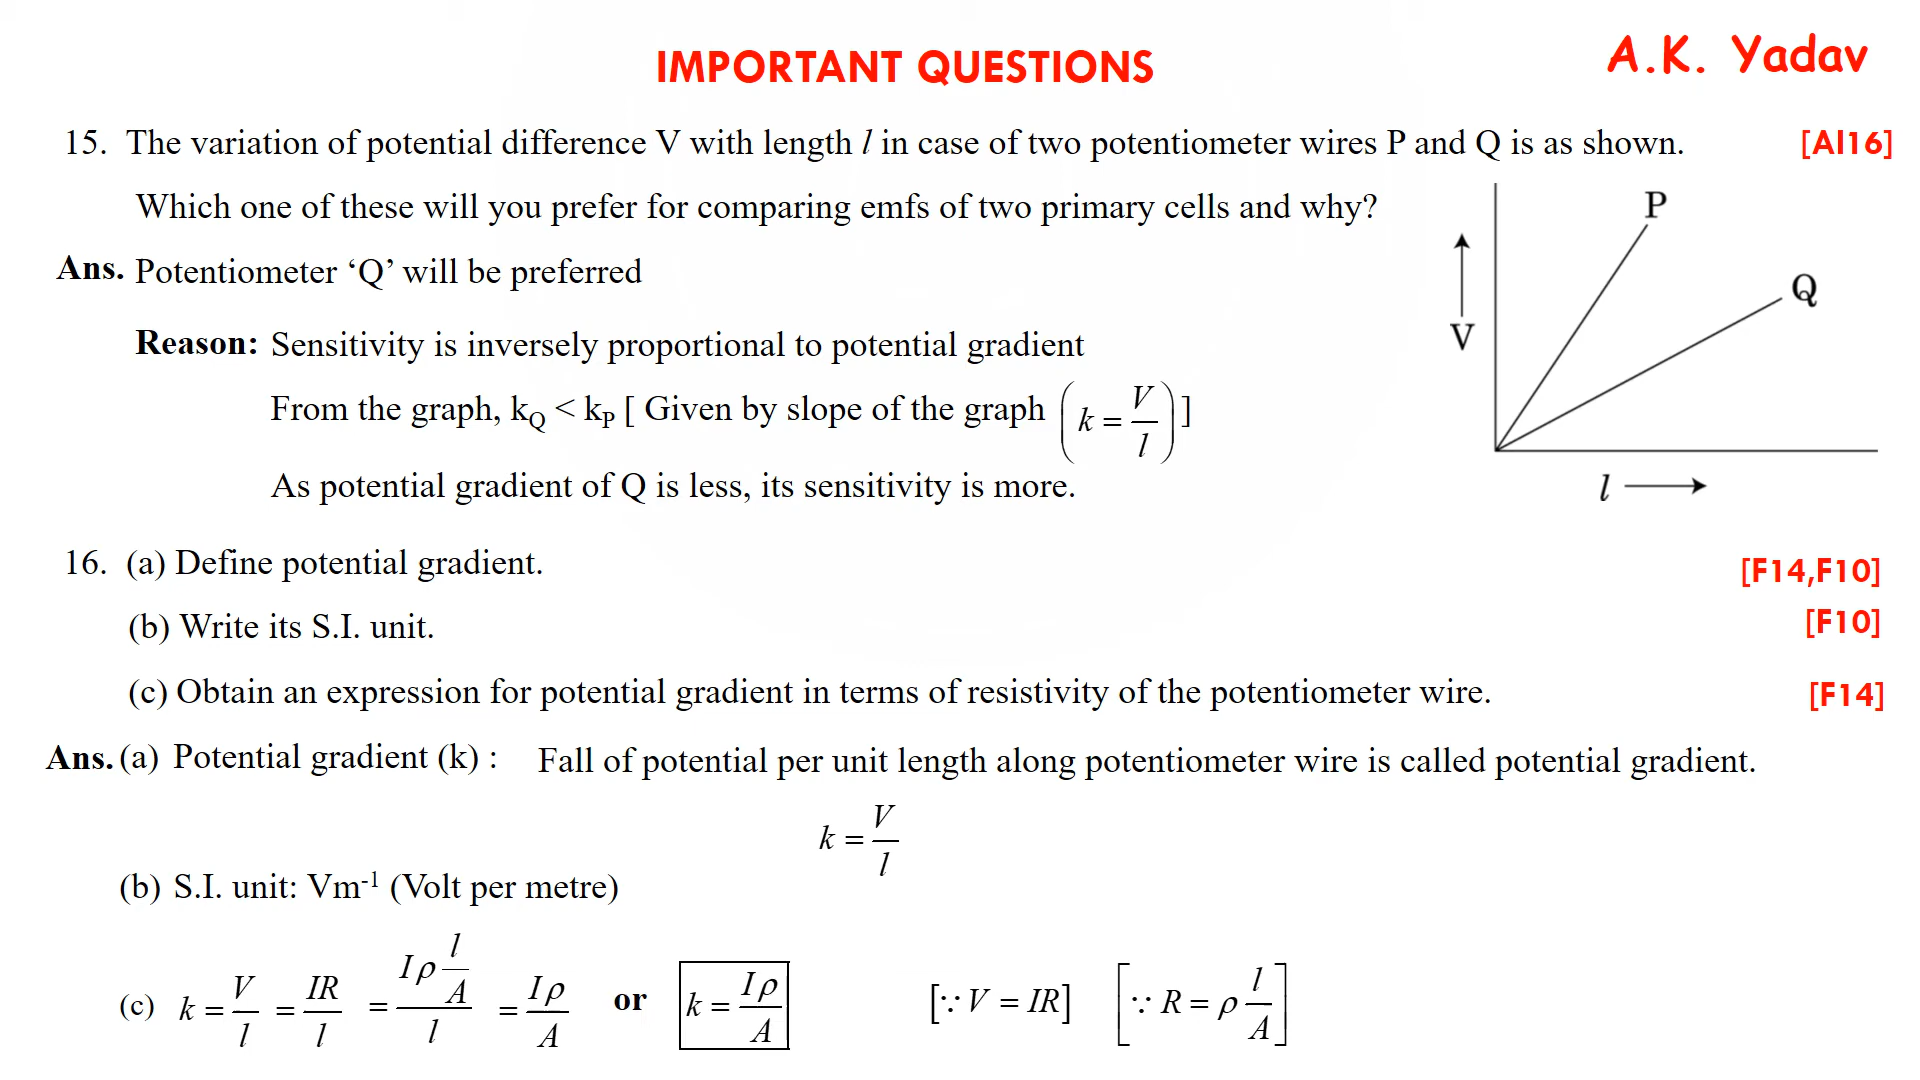 IMPORTANT QUESTIONS
A.K. Yadav
15. The variation of potential difference V with length l in case of two potentiometer wires P and Q is as shown. [AI16]
Which one of these will you prefer for comparing emfs of two primary cells and why?
Ans. Potentiometer ‘Q’ will be preferred
Reason: Sensitivity is inversely proportional to potential gradient
From the graph, k_Q < k_P [ Given by slope of the graph (k = V/l) ]
As potential gradient of Q is less, its sensitivity is more.
P
Q
V
l
16. (a) Define potential gradient. [F14,F10]
(b) Write its S.I. unit. [F10]
(c) Obtain an expression for potential gradient in terms of resistivity of the potentiometer wire. [F14]
Ans. (a) Potential gradient (k) : Fall of potential per unit length along potentiometer wire is called potential gradient.
k = V/l
(b) S.I. unit: Vm⁻¹ (Volt per metre)
(c) k = V/l = IR/l = (Iρ l/A)/l = Iρ/A or k = Iρ/A [∵ V = IR] [∵ R = ρ l/A]